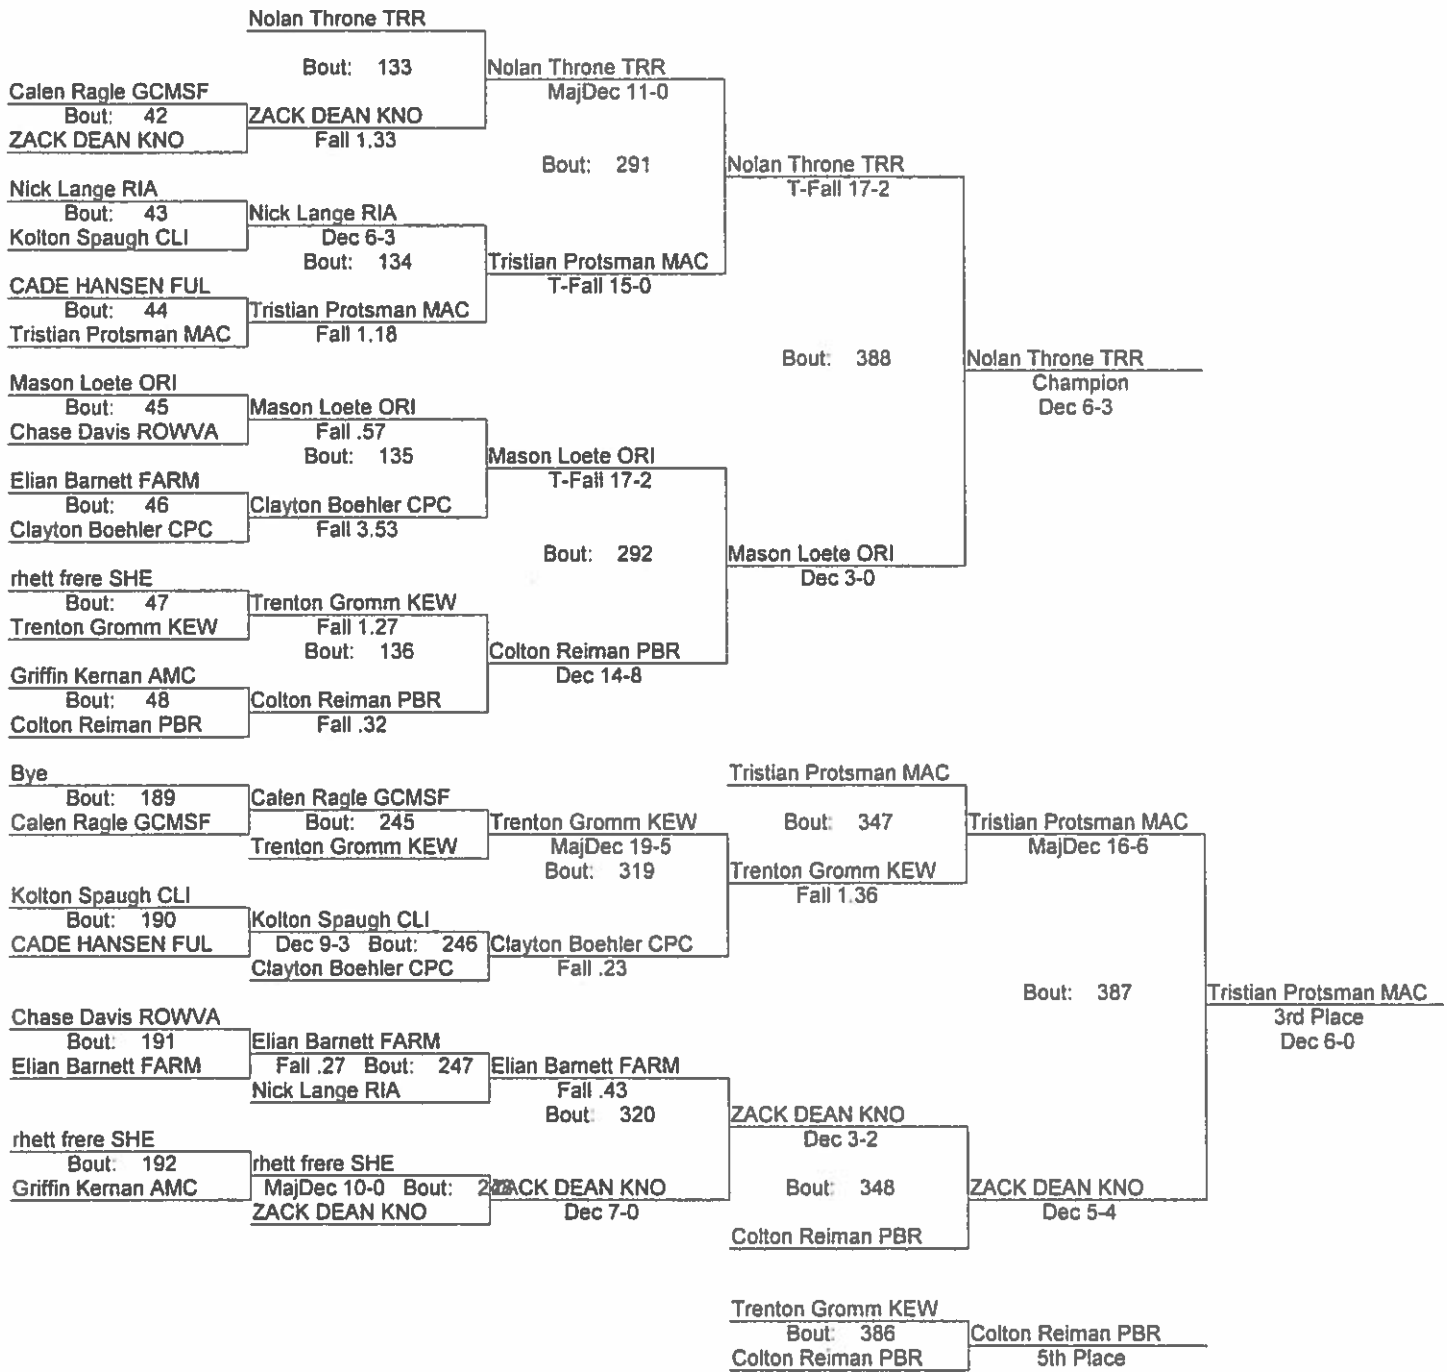 Nolan Throne TRR
Bout: 133
Nolan Throne TRR
MajDec 11-0
Calen Ragle GCMSF
Bout: 42
ZACK DEAN KNO
ZACK DEAN KNO
Fall 1.33
Bout: 291
Nolan Throne TRR
T-Fall 17-2
Nick Lange RIA
Bout: 43
Kolton Spaugh CLI
Nick Lange RIA
Dec 6-3
Bout: 134
Tristian Protsman MAC
T-Fall 15-0
CADE HANSEN FUL
Bout: 44
Tristian Protsman MAC
Tristian Protsman MAC
Fall 1.18
Bout: 388
Nolan Throne TRR
Champion
Dec 6-3
Mason Loete ORI
Bout: 45
Chase Davis ROWVA
Mason Loete ORI
Fall .57
Bout: 135
Mason Loete ORI
T-Fall 17-2
Elian Barnett FARM
Bout: 46
Clayton Boehler CPC
Clayton Boehler CPC
Fall 3.53
Bout: 292
Mason Loete ORI
Dec 3-0
rhett frere SHE
Bout: 47
Trenton Gromm KEW
Trenton Gromm KEW
Fall 1.27
Bout: 136
Colton Reiman PBR
Dec 14-8
Griffin Kernan AMC
Bout: 48
Colton Reiman PBR
Colton Reiman PBR
Fall .32
Bye
Bout: 189
Calen Ragle GCMSF
Calen Ragle GCMSF
Bout: 245
Trenton Gromm KEW
Trenton Gromm KEW
MajDec 19-5
Bout: 319
Tristian Protsman MAC
Bout: 347
Trenton Gromm KEW
Fall 1.36
Tristian Protsman MAC
MajDec 16-6
Kolton Spaugh CLI
Bout: 190
CADE HANSEN FUL
Kolton Spaugh CLI
Dec 9-3 Bout: 246
Clayton Boehler CPC
Clayton Boehler CPC
Fall .23
Bout: 387
Tristian Protsman MAC
3rd Place
Dec 6-0
Chase Davis ROWVA
Bout: 191
Elian Barnett FARM
Elian Barnett FARM
Fall .27 Bout: 247
Nick Lange RIA
Elian Barnett FARM
Fall .43
Bout: 320
ZACK DEAN KNO
Dec 3-2
rhett frere SHE
Bout: 192
Griffin Kernan AMC
rhett frere SHE
MajDec 10-0 Bout:
ZACK DEAN KNO
ZACK DEAN KNO
Dec 7-0
Bout: 348
Colton Reiman PBR
ZACK DEAN KNO
Dec 5-4
Trenton Gromm KEW
Bout: 386
Colton Reiman PBR
Colton Reiman PBR
5th Place